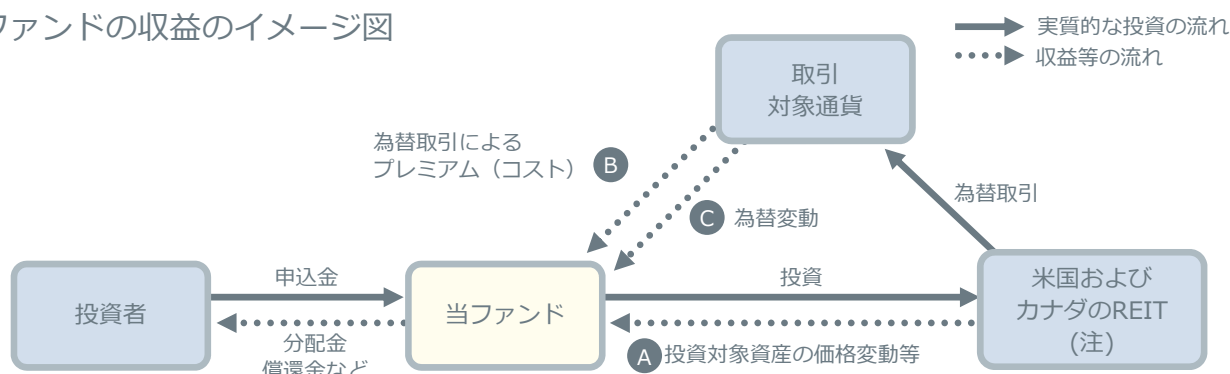 ファンドの収益のイメージ図
実質的な投資の流れ
収益等の流れ
取引
対象通貨
為替取引による
プレミアム（コスト）
B
C
為替変動
為替取引
投資者
申込金
分配金
償還金など
当ファンド
投資
A
投資対象資産の価格変動等
米国および
カナダのREIT
(注)